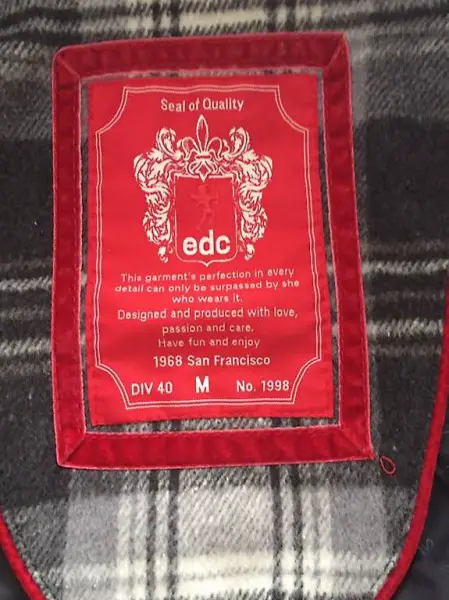 Seal of Quality
edc
This garment's perfection in every
detail can only be surpassed by she
who wears it.
Designed and produced with love,
passion and care.
Have fun and enjoy
1968 San Francisco
DIV 40 M No. 1998